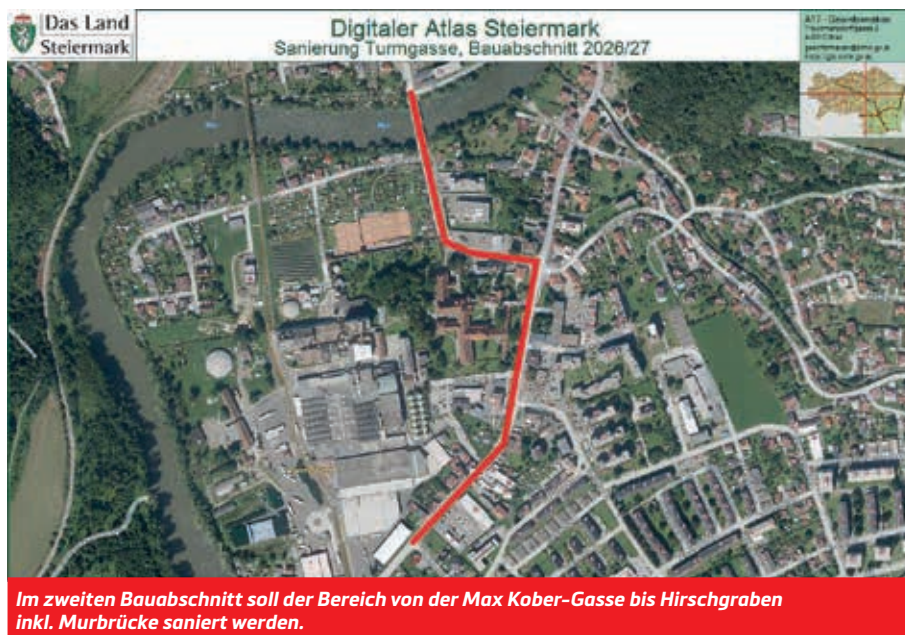 Das Land
Steiermark
Digitaler Atlas Steiermark
Sanierung Turmgasse, Bauabschnitt 2026/27
Im zweiten Bauabschnitt soll der Bereich von der Max Kober-Gasse bis Hirschgraben
inkl. Murbrücke saniert werden.